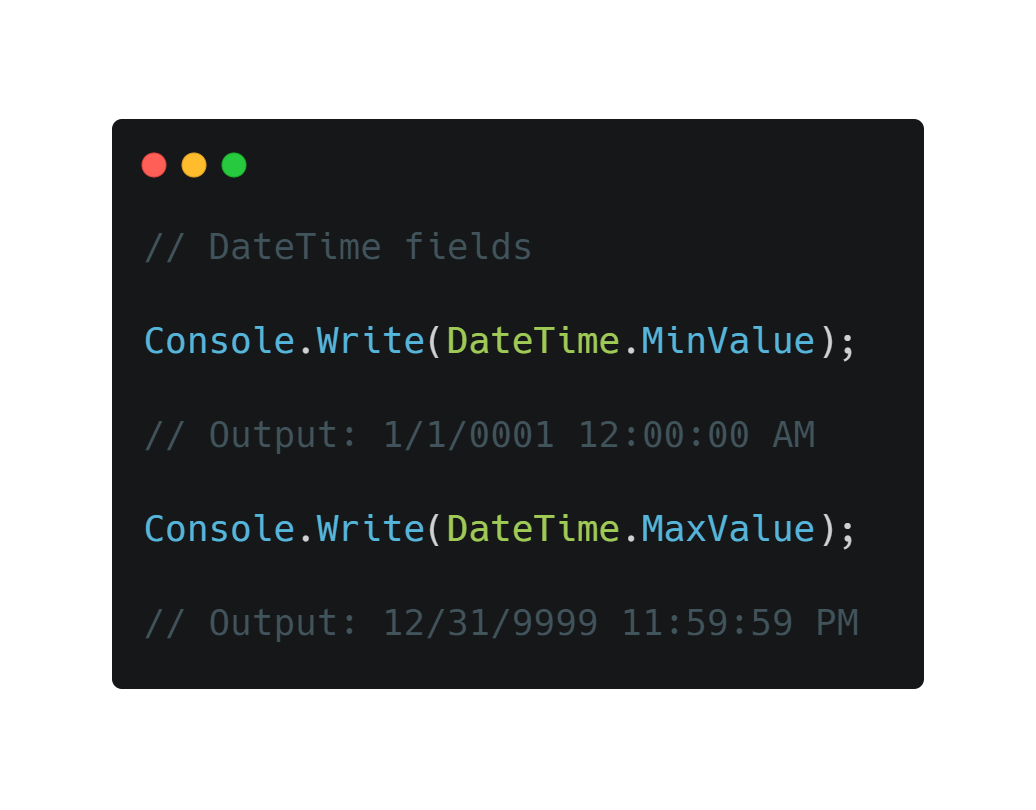 // DateTime fields
Console.Write(DateTime.MinValue);
// Output: 1/1/0001 12:00:00 AM
Console.Write(DateTime.MaxValue);
// Output: 12/31/9999 11:59:59 PM